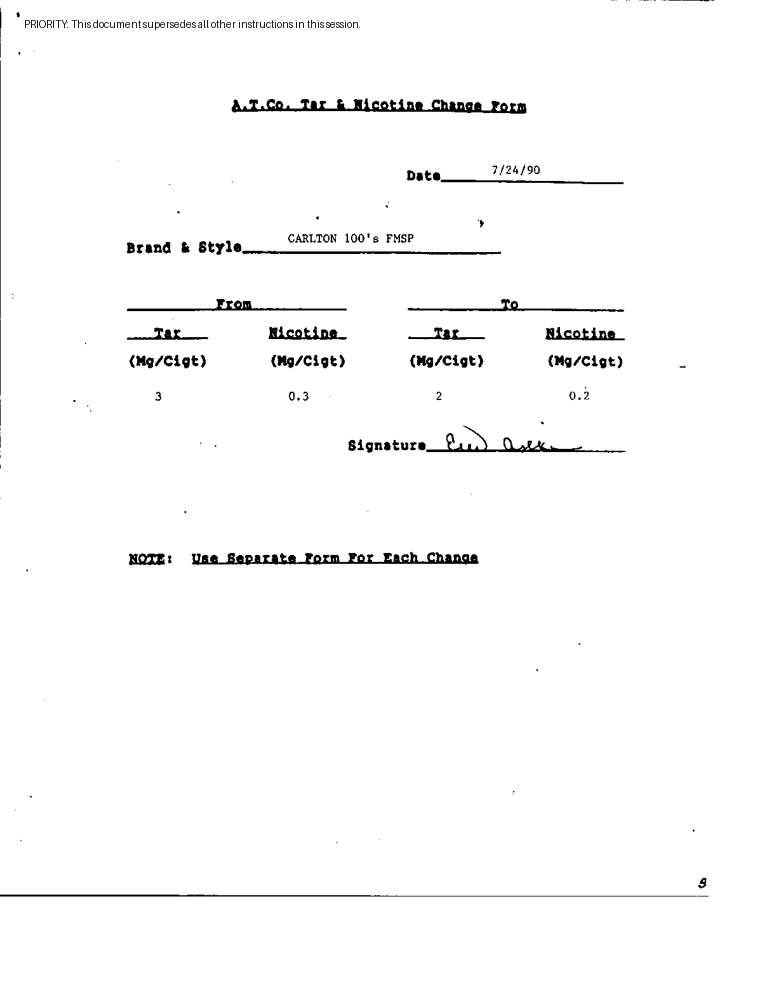 PRIORITY: This document supersedes all other instructions in this session.
A.T.Co. Tar & Nicotine Change Form
Date 7/24/90
Brand & Style CARLTON 100's FMSP
From To
Tar Nicotine Tar Nicotine
(Mg/Cigt) (Mg/Cigt) (Mg/Cigt) (Mg/Cigt)
3 0.3 2 0.2
Signature
NOTE: Use Separate Form For Each Change